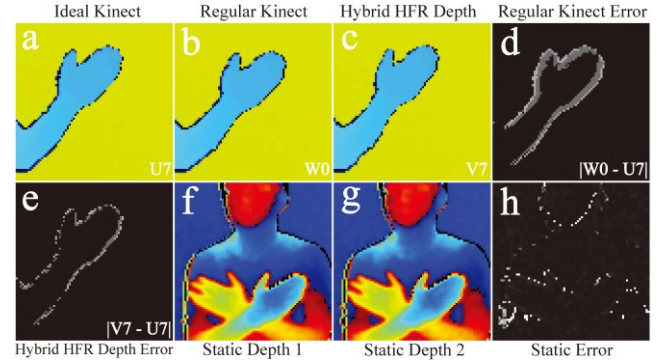 Ideal Kinect
Regular Kinect
Hybrid HFR Depth
Regular Kinect Error
a
b
c
d
U7
W0
V7
|W0 - U7|
e
f
g
h
|V7 - U7|
Hybrid HFR Depth Error
Static Depth 1
Static Depth 2
Static Error